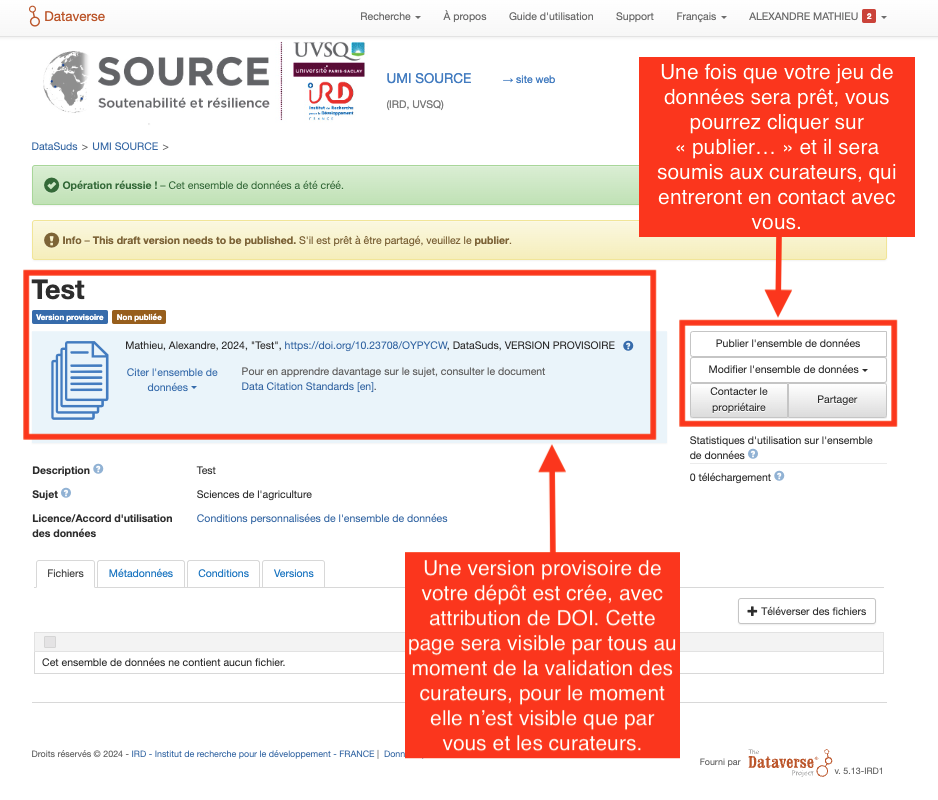 Dataverse
Recherche
À propos
Guide d'utilisation
Support
Français
ALEXANDRE MATHIEU 2
SOURCE
Soutenabilité et résilience
UVSQ
université PARIS-SACLAY
IRD
Institut de Recherche
pour le Développement
FRANCE
UMI SOURCE
→ site web
(IRD, UVSQ)
Une fois que votre jeu de
données sera prêt, vous
pourrez cliquer sur
« publier… » et il sera
soumis aux curateurs, qui
entreront en contact avec
vous.
DataSuds > UMI SOURCE >
Opération réussie ! – Cet ensemble de données a été créé.
Info – This draft version needs to be published. S'il est prêt à être partagé, veuillez le publier.
Test
Version provisoire Non publiée
Mathieu, Alexandre, 2024, "Test", https://doi.org/10.23708/OYPYCW, DataSuds, VERSION PROVISOIRE ?
Citer l'ensemble de
données
Pour en apprendre davantage sur le sujet, consulter le document
Data Citation Standards [en].
Publier l'ensemble de données
Modifier l'ensemble de données
Contacter le
propriétaire
Partager
Statistiques d'utilisation sur l'ensemble
de données ?
0 téléchargement ?
Description ? Test
Sujet ? Sciences de l'agriculture
Licence/Accord d'utilisation
des données
Conditions personnalisées de l'ensemble de données
Une version provisoire de
votre dépôt est crée, avec
attribution de DOI. Cette
page sera visible par tous au
moment de la validation des
curateurs, pour le moment
elle n'est visible que par
vous et les curateurs.
Fichiers
Métadonnées
Conditions
Versions
+ Téléverser des fichiers
Cet ensemble de données ne contient aucun fichier.
Droits réservés © 2024 - IRD - Institut de recherche pour le développement - FRANCE |
Fourni par
The
Dataverse
Project
v. 5.13-IRD1